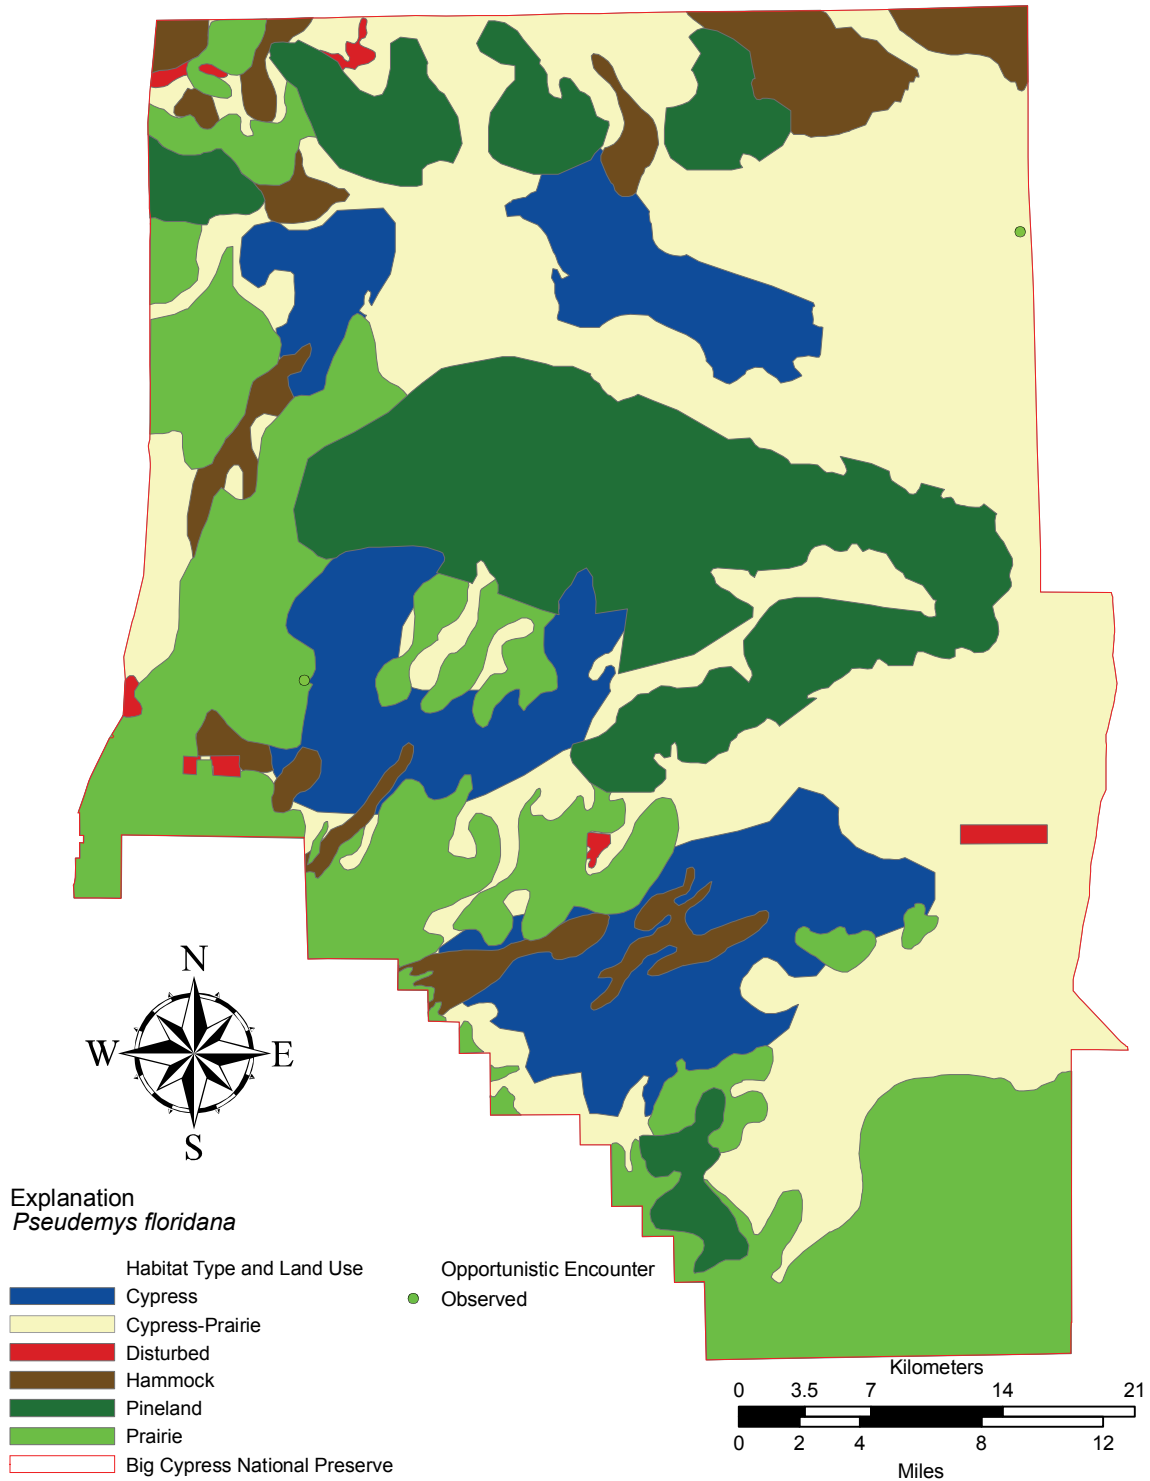 N
W E
S
Explanation
Pseudemys floridana
Habitat Type and Land Use
Cypress
Cypress-Prairie
Disturbed
Hammock
Pineland
Prairie
Big Cypress National Preserve
Opportunistic Encounter
Observed
Kilometers
0 3.5 7 14 21
0 2 4 8 12
Miles